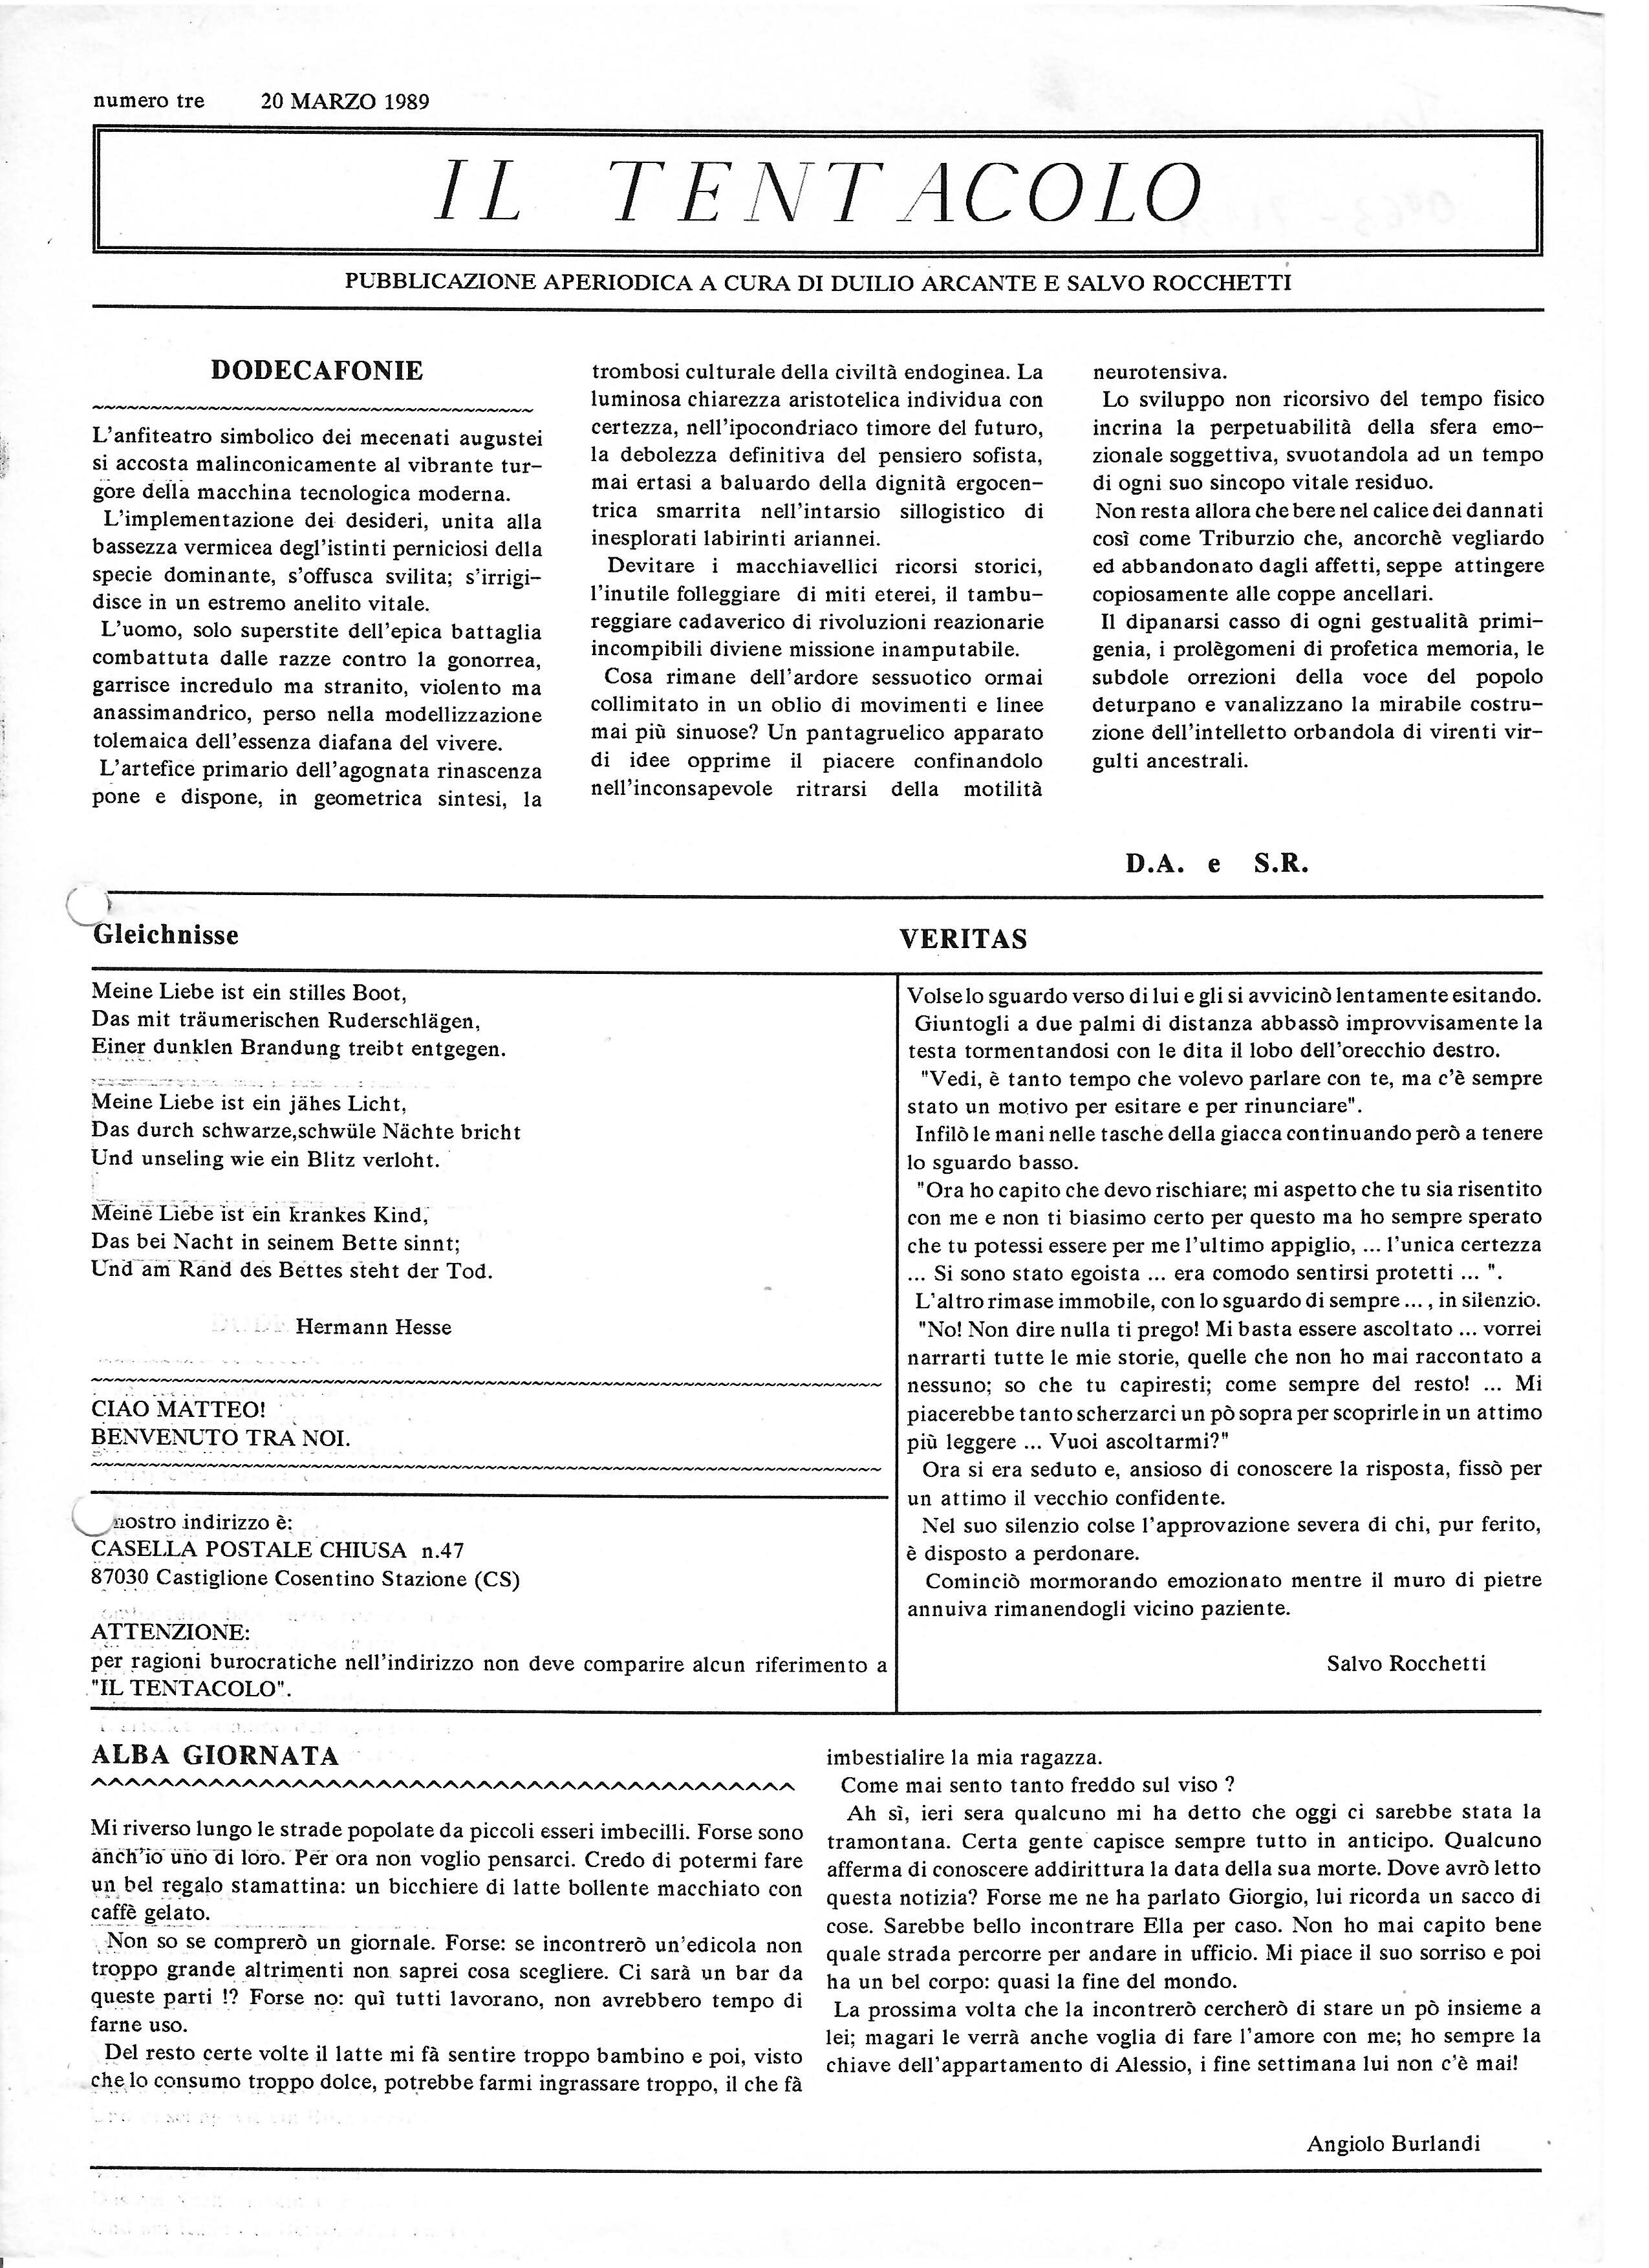 numero tre 20 MARZO 1989
IL TENTACOLO
PUBBLICAZIONE APERIODICA A CURA DI DUILIO ARCANTE E SALVO ROCCHETTI
DODECAFONIE
~~~~~~~~~~~~~~~~~~~~~~~~~~~~~~~~~~~~~
L'anfiteatro simbolico dei mecenati augustei
si accosta malinconicamente al vibrante tur-
gore della macchina tecnologica moderna.
L'implementazione dei desideri, unita alla
bassezza vermicea degl'istinti perniciosi della
specie dominante, s'offusca svilita; s'irrigi-
disce in un estremo anelito vitale.
L'uomo, solo superstite dell'epica battaglia
combattuta dalle razze contro la gonorrea,
garrisce incredulo ma stranito, violento ma
anassimandrico, perso nella modellizzazione
tolemaica dell'essenza diafana del vivere.
L'artefice primario dell'agognata rinascenza
pone e dispone, in geometrica sintesi, la
trombosi culturale della civiltà endoginea. La
luminosa chiarezza aristotelica individua con
certezza, nell'ipocondriaco timore del futuro,
la debolezza definitiva del pensiero sofista,
mai ertasi a baluardo della dignità ergocen-
trica smarrita nell'intarsio sillogistico di
inesplorati labirinti ariannei.
Devitare i macchiavellici ricorsi storici,
l'inutile folleggiare di miti eterei, il tambu-
reggiare cadaverico di rivoluzioni reazionarie
incompibili diviene missione inamputabile.
Cosa rimane dell'ardore sessuotico ormai
collimitato in un oblio di movimenti e linee
mai più sinuose? Un pantagruelico apparato
di idee opprime il piacere confinandolo
nell'inconsapevole ritrarsi della motilità
neurotensiva.
Lo sviluppo non ricorsivo del tempo fisico
incrina la perpetuabilità della sfera emo-
zionale soggettiva, svuotandola ad un tempo
di ogni suo sincopo vitale residuo.
Non resta allora che bere nel calice dei dannati
così come Triburzio che, ancorchè vegliardo
ed abbandonato dagli affetti, seppe attingere
copiosamente alle coppe ancellari.
Il dipanarsi casso di ogni gestualità primi-
genia, i prolègomeni di profetica memoria, le
subdole orrezioni della voce del popolo
deturpano e vanalizzano la mirabile costru-
zione dell'intelletto orbandola di virenti vir-
gulti ancestrali.
D.A. e S.R.
Gleichnisse
Meine Liebe ist ein stilles Boot,
Das mit träumerischen Ruderschlägen,
Einer dunklen Brandung treibt entgegen.
Meine Liebe ist ein jähes Licht,
Das durch schwarze,schwüle Nächte bricht
Und unseling wie ein Blitz verloht.
Meine Liebe ist ein krankes Kind,
Das bei Nacht in seinem Bette sinnt;
Und am Rand des Bettes steht der Tod.
Hermann Hesse
~~~~~~~~~~~~~~~~~~~~~~~~~~~~~~~~~~~~~
CIAO MATTEO!
BENVENUTO TRA NOI.
~~~~~~~~~~~~~~~~~~~~~~~~~~~~~~~~~~~~~
nostro indirizzo è:
CASELLA POSTALE CHIUSA n.47
87030 Castiglione Cosentino Stazione (CS)
ATTENZIONE:
per ragioni burocratiche nell'indirizzo non deve comparire alcun riferimento a
"IL TENTACOLO".
VERITAS
Volse lo sguardo verso di lui e gli si avvicinò lentamente esitando.
Giuntogli a due palmi di distanza abbassò improvvisamente la
testa tormentandosi con le dita il lobo dell'orecchio destro.
"Vedi, è tanto tempo che volevo parlare con te, ma c'è sempre
stato un motivo per esitare e per rinunciare".
Infilò le mani nelle tasche della giacca continuando però a tenere
lo sguardo basso.
"Ora ho capito che devo rischiare; mi aspetto che tu sia risentito
con me e non ti biasimo certo per questo ma ho sempre sperato
che tu potessi essere per me l'ultimo appiglio, ... l'unica certezza
... Si sono stato egoista ... era comodo sentirsi protetti ... ".
L'altro rimase immobile, con lo sguardo di sempre ... , in silenzio.
"No! Non dire nulla ti prego! Mi basta essere ascoltato ... vorrei
narrarti tutte le mie storie, quelle che non ho mai raccontato a
nessuno; so che tu capiresti; come sempre del resto! ... Mi
piacerebbe tanto scherzarci un pò sopra per scoprirle in un attimo
più leggere ... Vuoi ascoltarmi?"
Ora si era seduto e, ansioso di conoscere la risposta, fissò per
un attimo il vecchio confidente.
Nel suo silenzio colse l'approvazione severa di chi, pur ferito,
è disposto a perdonare.
Cominciò mormorando emozionato mentre il muro di pietre
annuiva rimanendogli vicino paziente.
Salvo Rocchetti
ALBA GIORNATA
^^^^^^^^^^^^^^^^^^^^^^^^^^^^^^^^^^^^^^^^^^
Mi riverso lungo le strade popolate da piccoli esseri imbecilli. Forse sono
anch'io uno di loro. Per ora non voglio pensarci. Credo di potermi fare
un bel regalo stamattina: un bicchiere di latte bollente macchiato con
caffè gelato.
Non so se comprerò un giornale. Forse: se incontrerò un'edicola non
troppo grande altrimenti non saprei cosa scegliere. Ci sarà un bar da
queste parti !? Forse no: quì tutti lavorano, non avrebbero tempo di
farne uso.
Del resto certe volte il latte mi fà sentire troppo bambino e poi, visto
che lo consumo troppo dolce, potrebbe farmi ingrassare troppo, il che fà
imbestialire la mia ragazza.
Come mai sento tanto freddo sul viso ?
Ah sì, ieri sera qualcuno mi ha detto che oggi ci sarebbe stata la
tramontana. Certa gente capisce sempre tutto in anticipo. Qualcuno
afferma di conoscere addirittura la data della sua morte. Dove avrò letto
questa notizia? Forse me ne ha parlato Giorgio, lui ricorda un sacco di
cose. Sarebbe bello incontrare Ella per caso. Non ho mai capito bene
quale strada percorre per andare in ufficio. Mi piace il suo sorriso e poi
ha un bel corpo: quasi la fine del mondo.
La prossima volta che la incontrerò cercherò di stare un pò insieme a
lei; magari le verrà anche voglia di fare l'amore con me; ho sempre la
chiave dell'appartamento di Alessio, i fine settimana lui non c'è mai!
Angiolo Burlandi